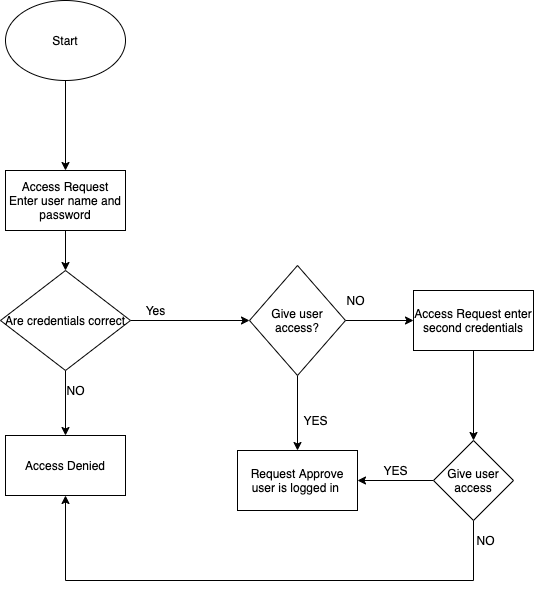 Start
Access Request
Enter user name and
password
Are credentials correct
Yes
Give user
access?
NO
Access Request enter
second credentials
NO
YES
Access Denied
Request Approve
user is logged in
YES
Give user
access
NO